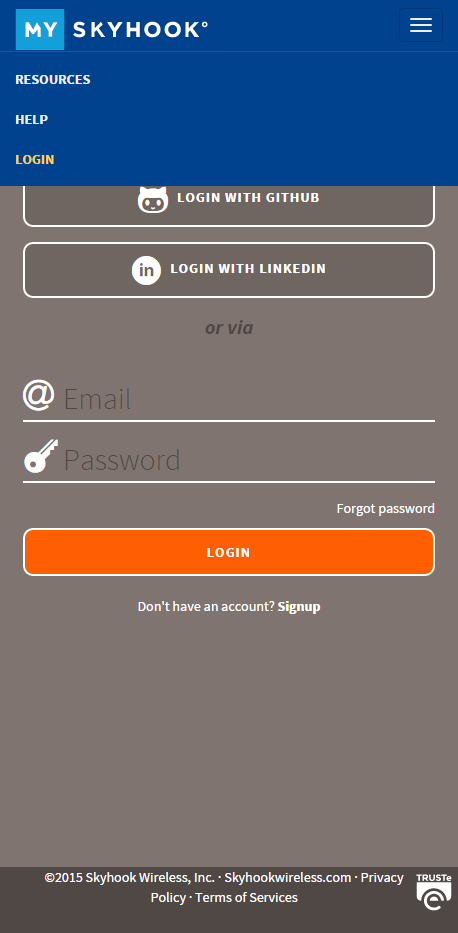 MY SKYHOOK
RESOURCES
HELP
LOGIN
LOGIN WITH GITHUB
in LOGIN WITH LINKEDIN
or via
@ Email
Password
Forgot password
LOGIN
Don't have an account? Signup
©2015 Skyhook Wireless, Inc. · Skyhookwireless.com · Privacy
Policy · Terms of Services
TRUSTe